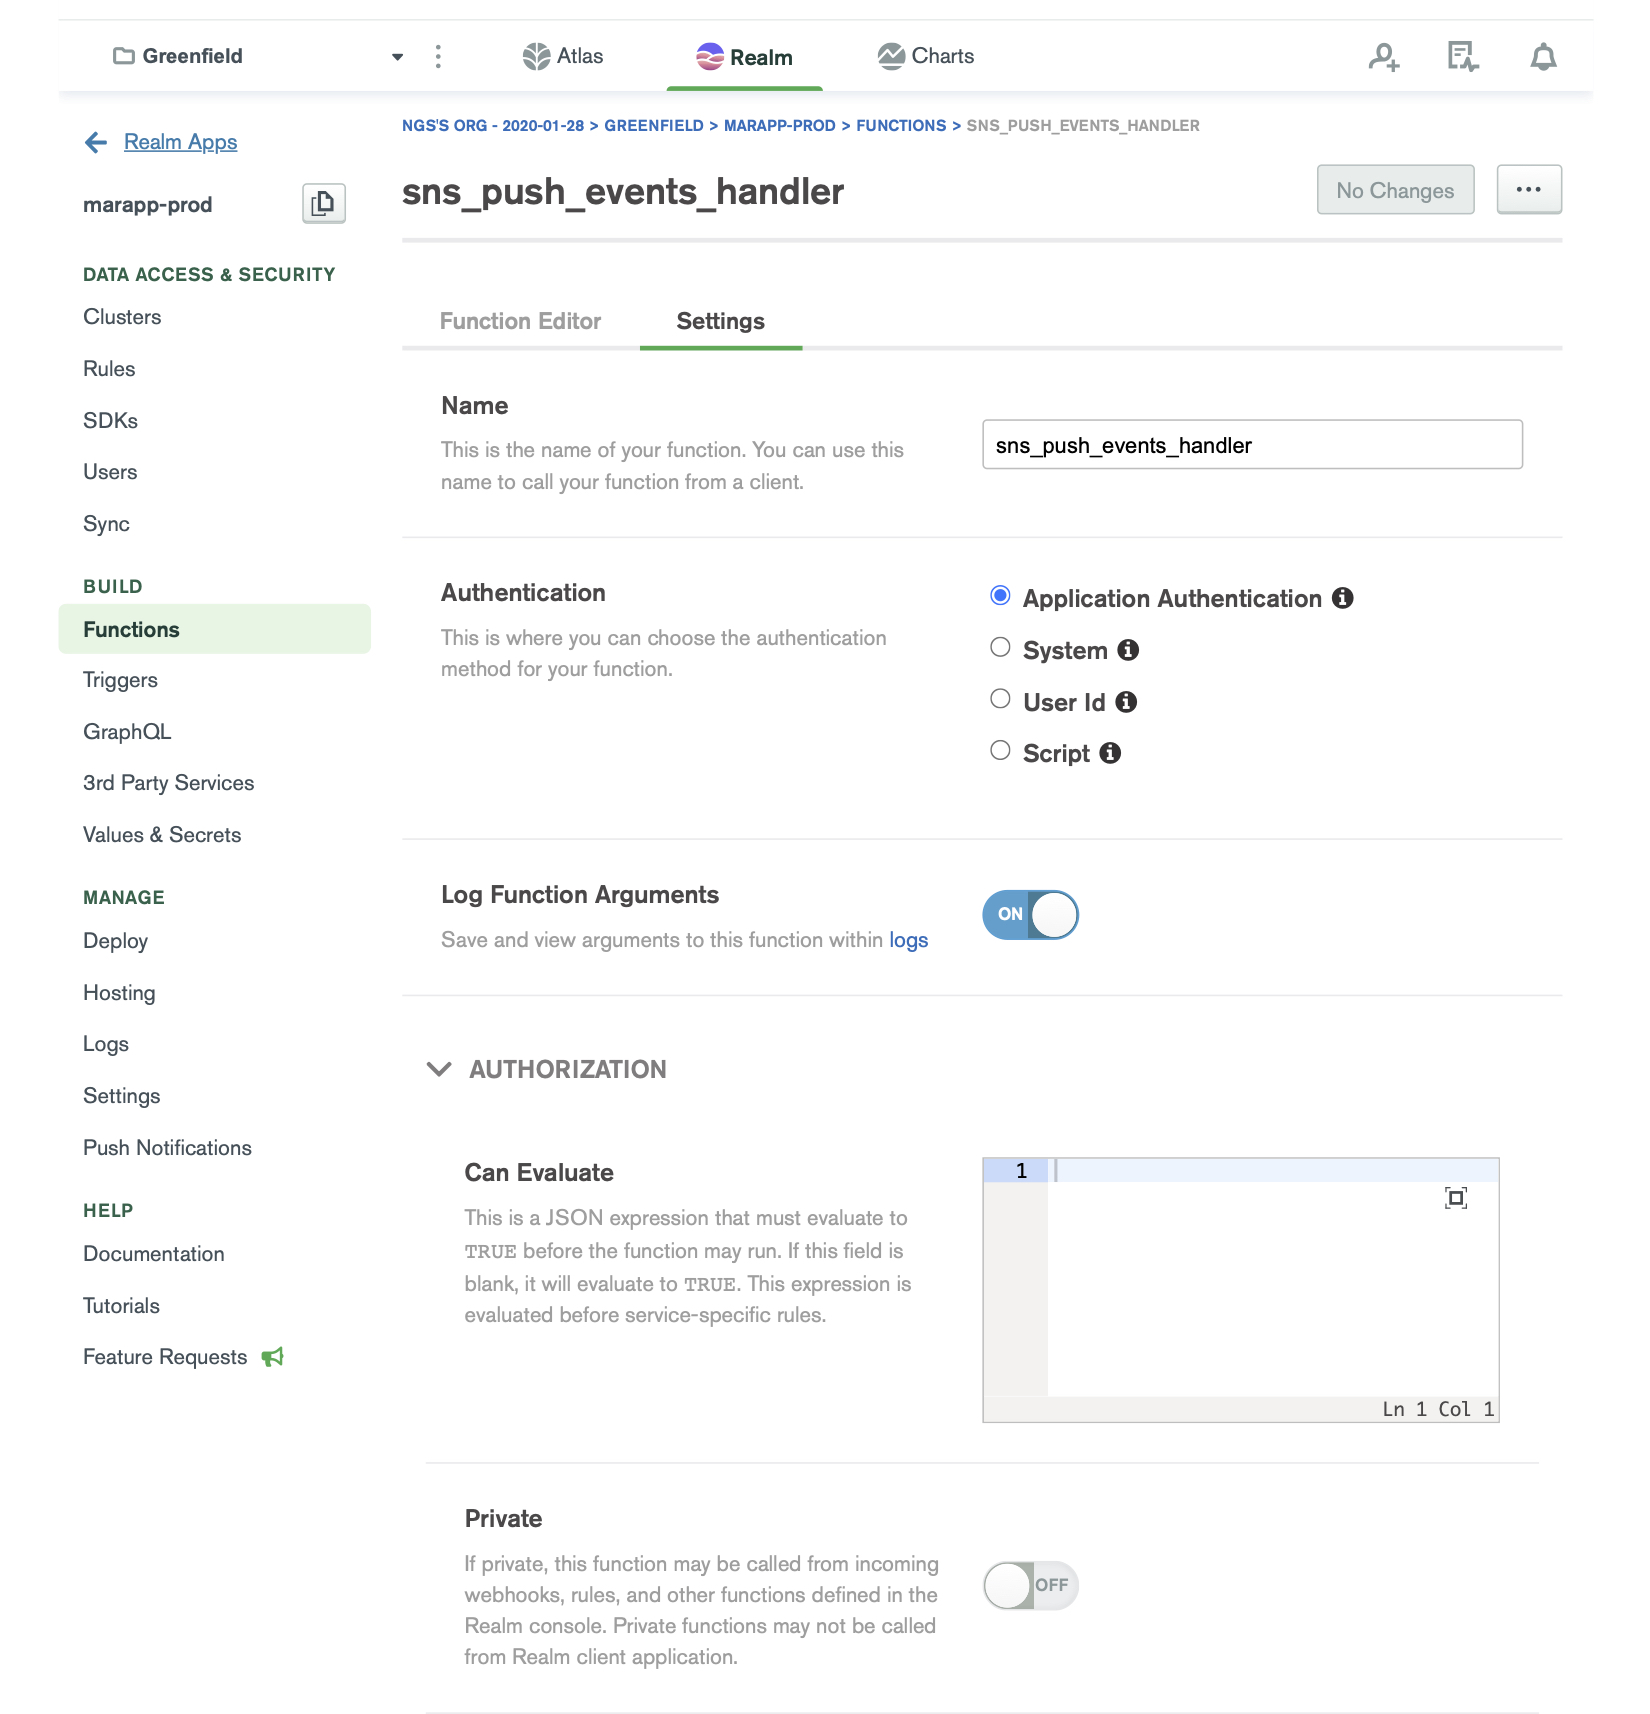 Greenfield
Atlas
Realm
Charts
Realm Apps
marapp-prod
DATA ACCESS & SECURITY
Clusters
Rules
SDKs
Users
Sync
BUILD
Functions
Triggers
GraphQL
3rd Party Services
Values & Secrets
MANAGE
Deploy
Hosting
Logs
Settings
Push Notifications
HELP
Documentation
Tutorials
Feature Requests
NGS'S ORG - 2020-01-28 > GREENFIELD > MARAPP-PROD > FUNCTIONS > SNS_PUSH_EVENTS_HANDLER
sns_push_events_handler
No Changes
...
Function Editor
Settings
Name
This is the name of your function. You can use this
name to call your function from a client.
sns_push_events_handler
Authentication
This is where you can choose the authentication
method for your function.
Application Authentication
System
User Id
Script
Log Function Arguments
Save and view arguments to this function within logs
ON
AUTHORIZATION
Can Evaluate
This is a JSON expression that must evaluate to
TRUE before the function may run. If this field is
blank, it will evaluate to TRUE. This expression is
evaluated before service-specific rules.
1
Ln 1 Col 1
Private
If private, this function may be called from incoming
webhooks, rules, and other functions defined in the
Realm console. Private functions may not be called
from Realm client application.
OFF